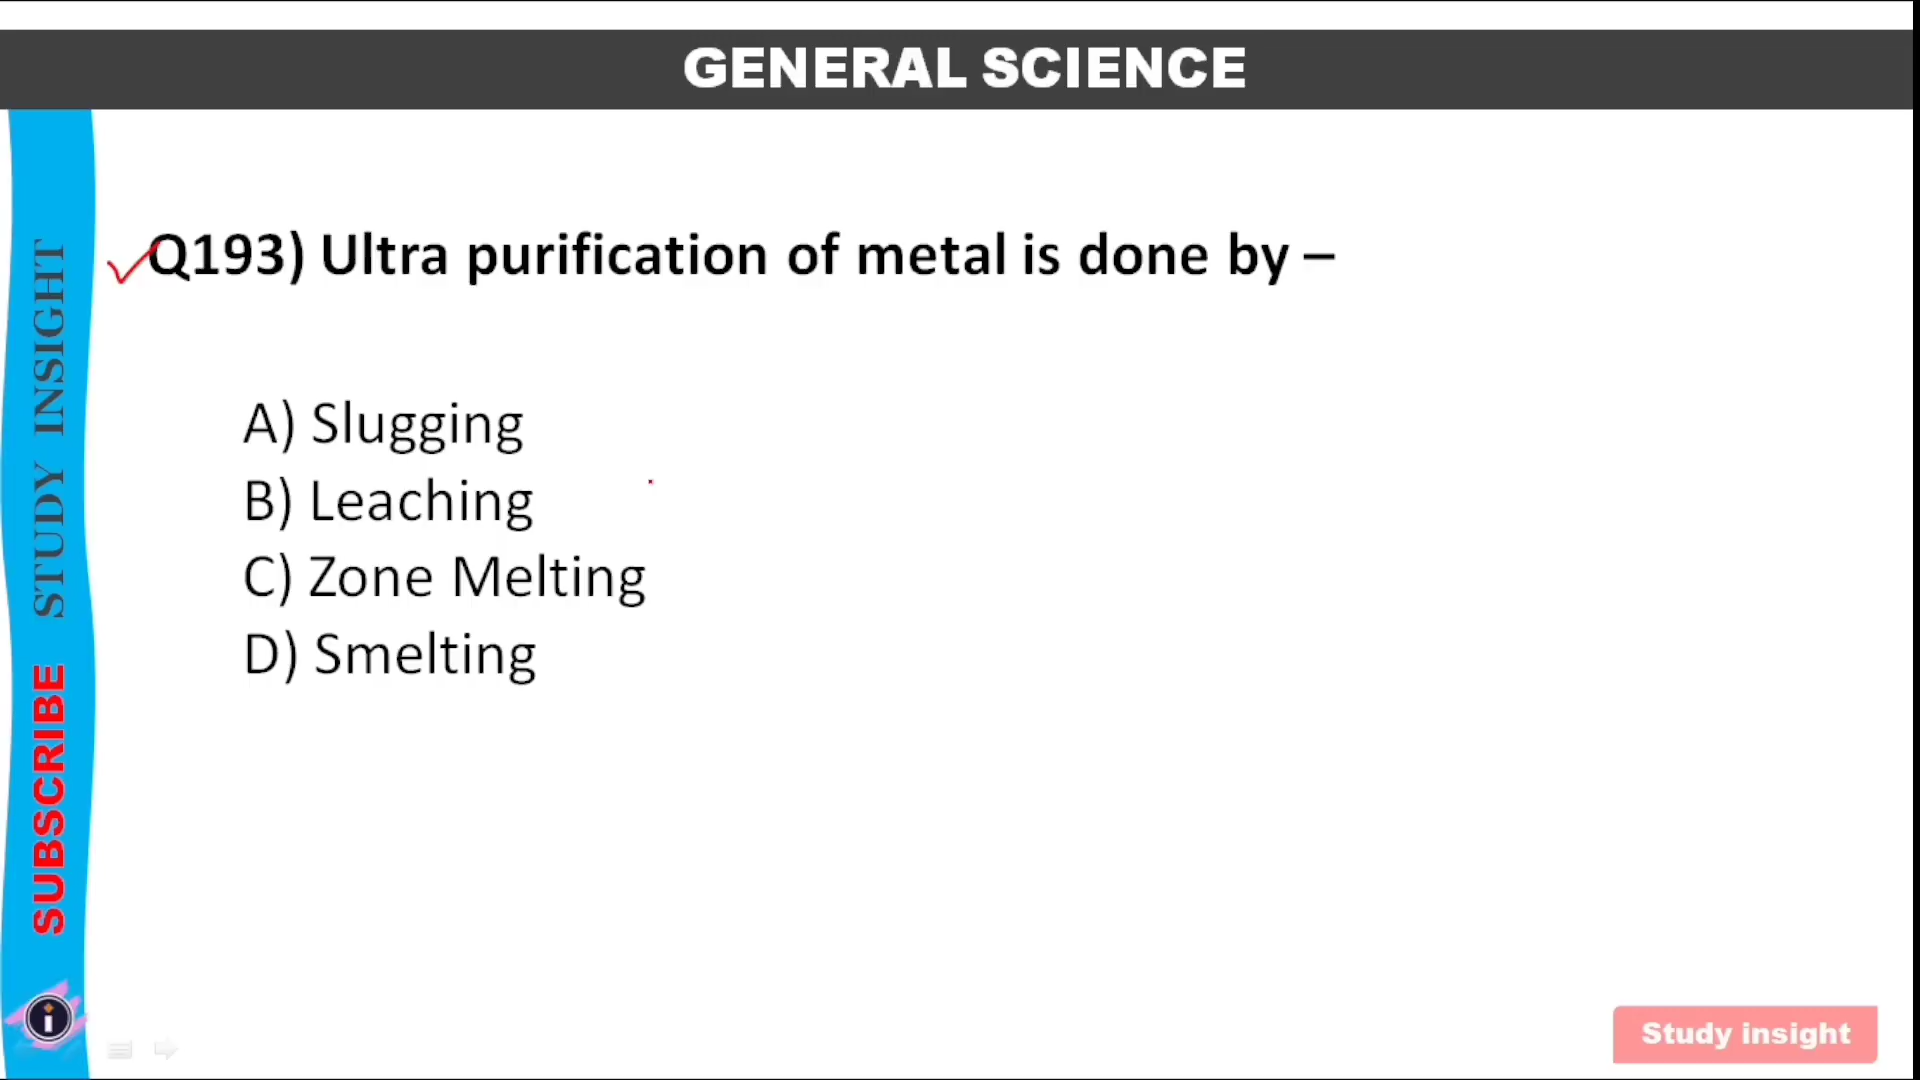 GENERAL SCIENCE
Q193) Ultra purification of metal is done by –
A) Slugging
B) Leaching
C) Zone Melting
D) Smelting
SUBSCRIBE STUDY INSIGHT
i
Study insight